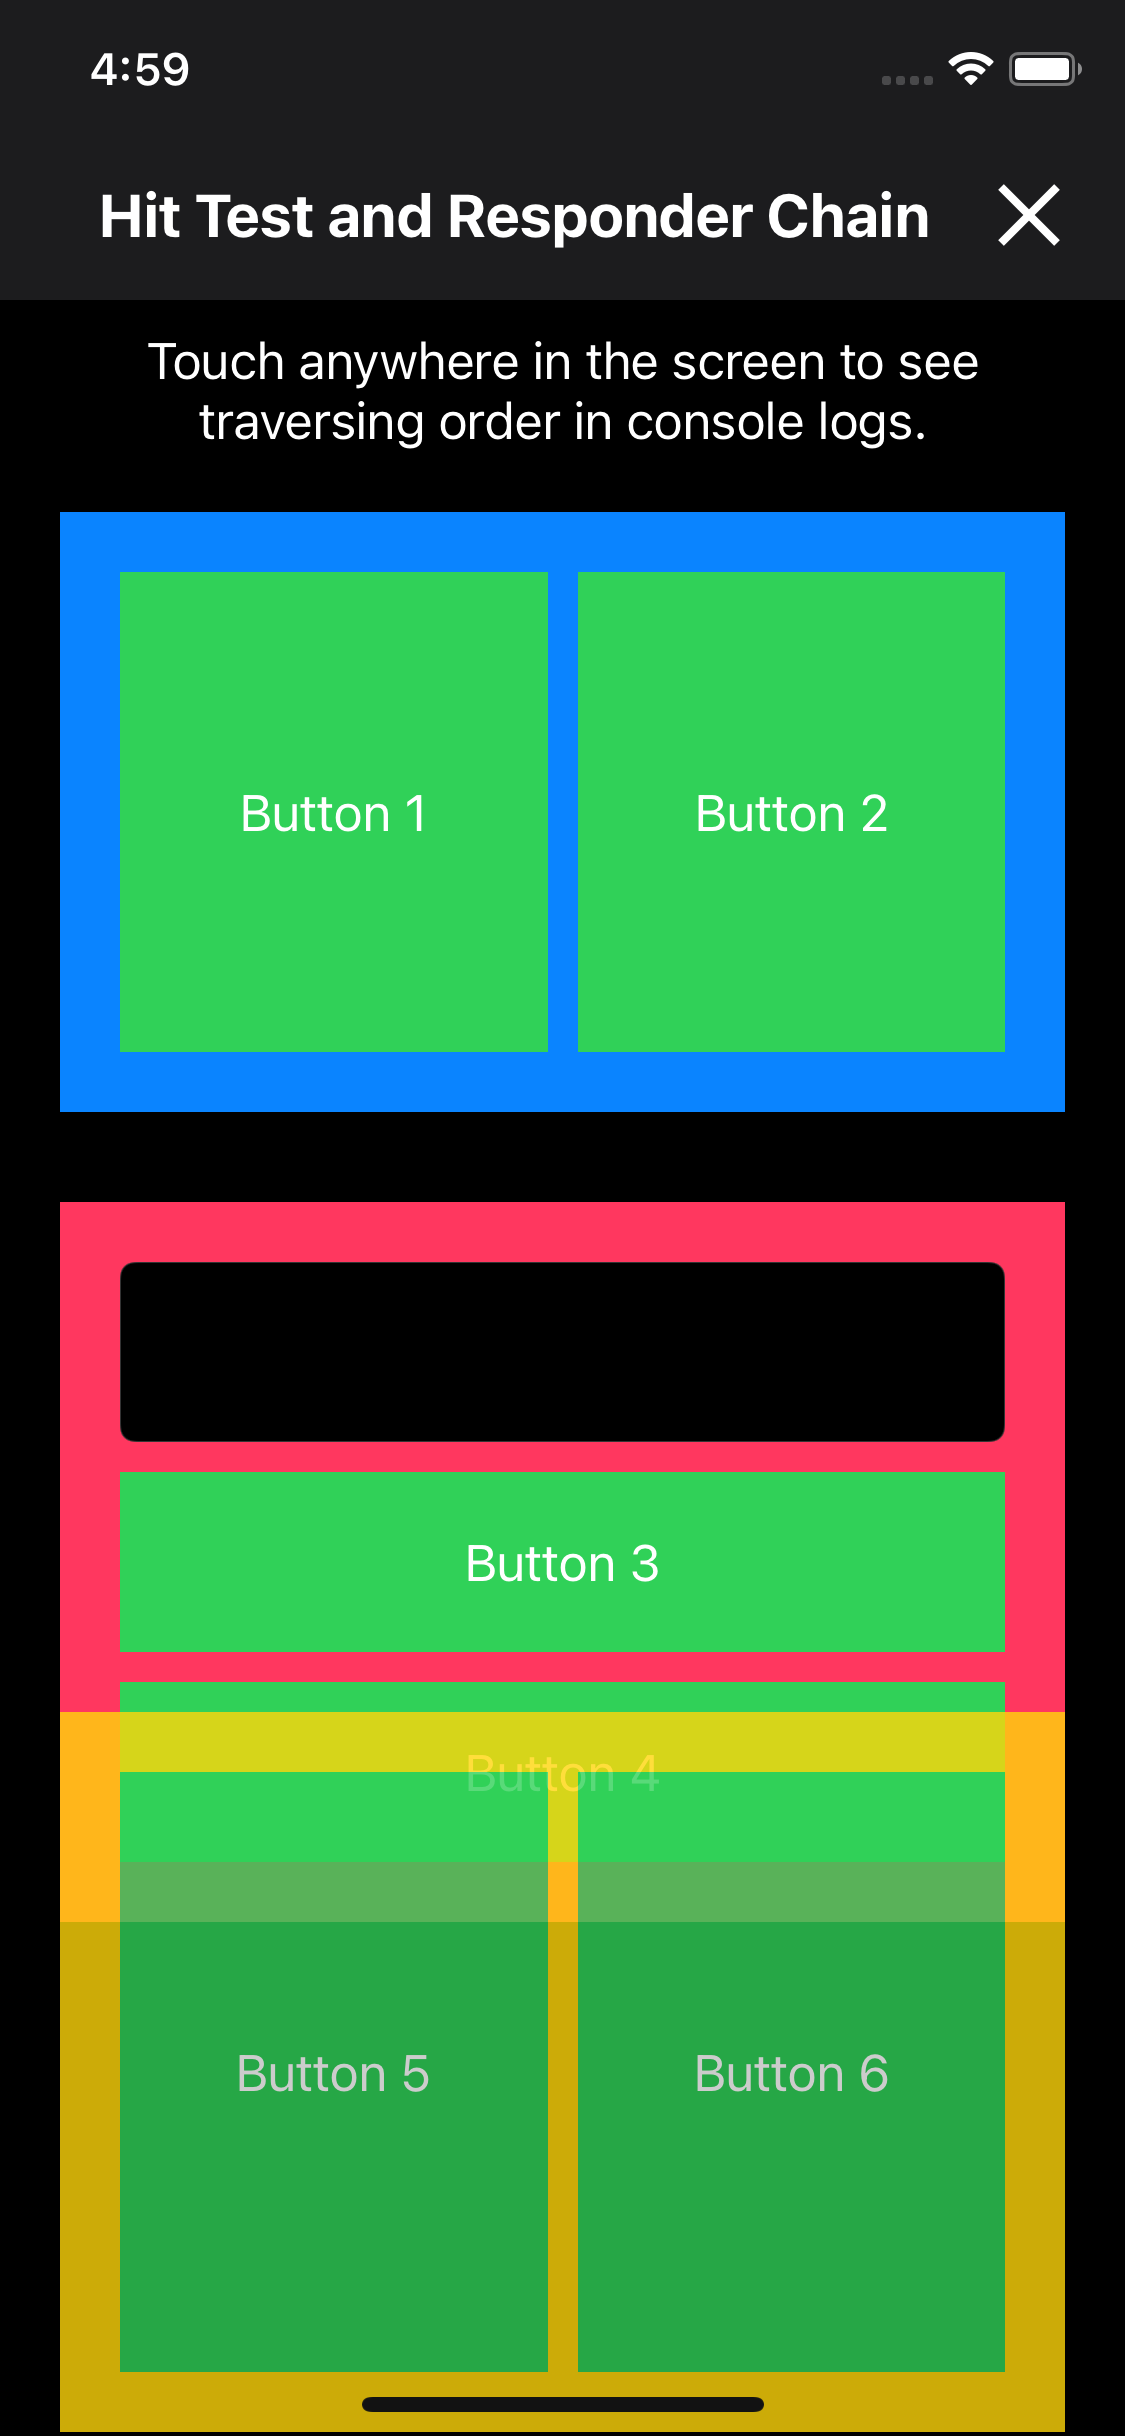 4:59
Hit Test and Responder Chain
Touch anywhere in the screen to see
traversing order in console logs.
Button 1
Button 2
Button 3
Button 4
Button 5
Button 6